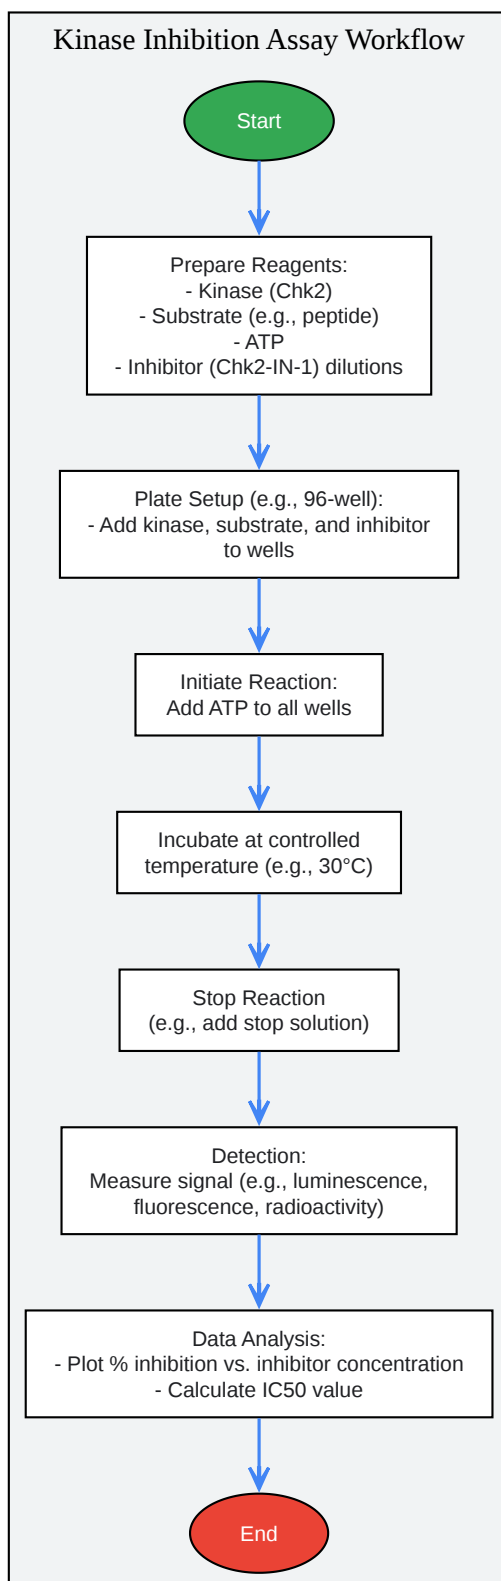 Kinase Inhibition Assay Workflow
Start
Prepare Reagents:
- Kinase (Chk2)
- Substrate (e.g., peptide)
- ATP
- Inhibitor (Chk2-IN-1) dilutions
Plate Setup (e.g., 96-well):
- Add kinase, substrate, and inhibitor
to wells
Initiate Reaction:
Add ATP to all wells
Incubate at controlled
temperature (e.g., 30°C)
Stop Reaction
(e.g., add stop solution)
Detection:
Measure signal (e.g., luminescence,
fluorescence, radioactivity)
Data Analysis:
- Plot % inhibition vs. inhibitor concentration
- Calculate IC50 value
End